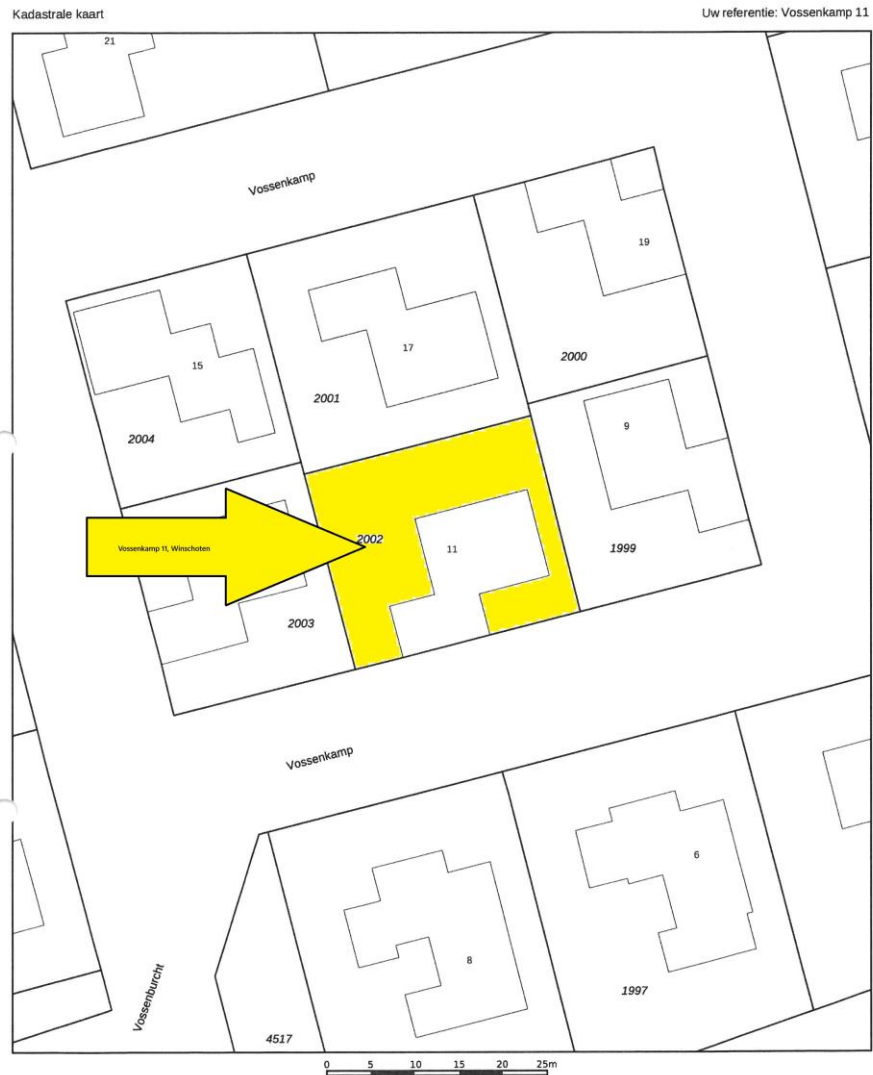 Kadastrale kaart
Uw referentie: Vossenkamp 11
21
Vossenkamp
19
17
2000
15
2001
9
2004
2002
Vossenkamp 11, Winschoten
11
1999
2003
Vossenkamp
6
8
1997
Vossenburcht
4517
0 5 10 15 20 25m